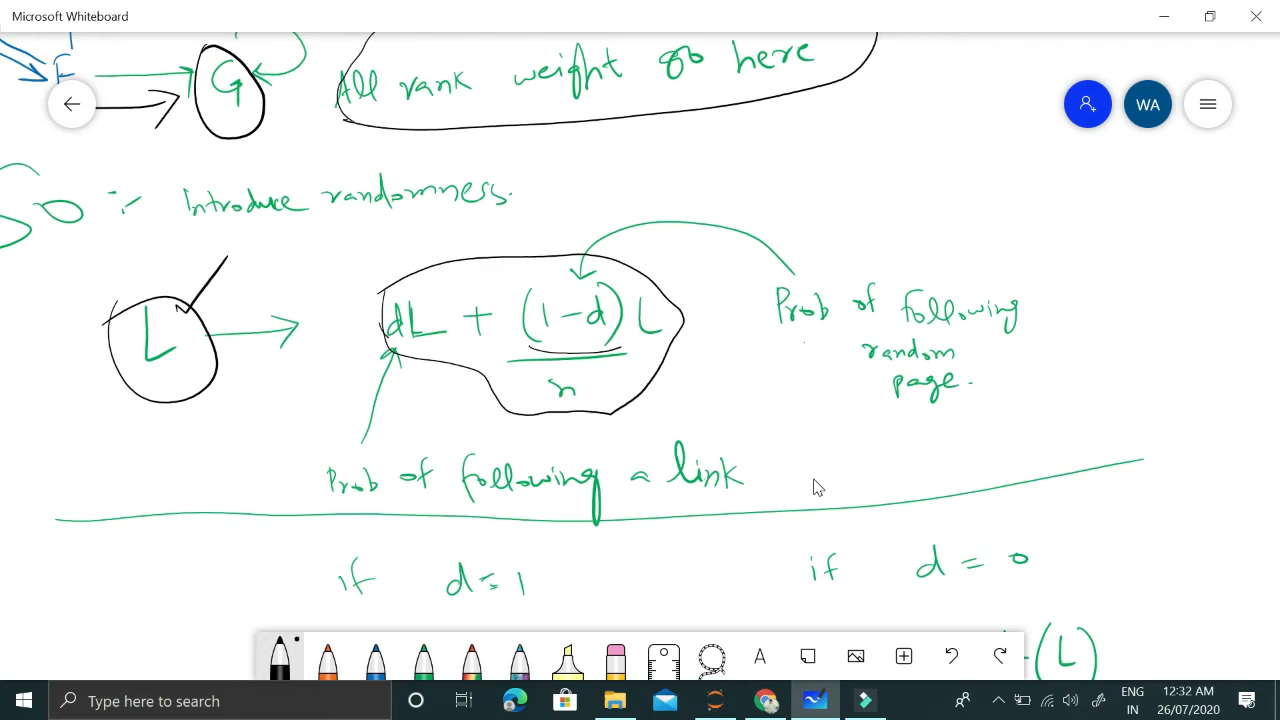 Microsoft Whiteboard
F
G
All rank weight go here
WA
So :- Introduce randomness.
L
dL + (1-d) L
n
Prob of following
random
page.
Prob of following a link
if d = 1
if d = 0
(L)
A
Type here to search
ENG
IN
12:32 AM
26/07/2020